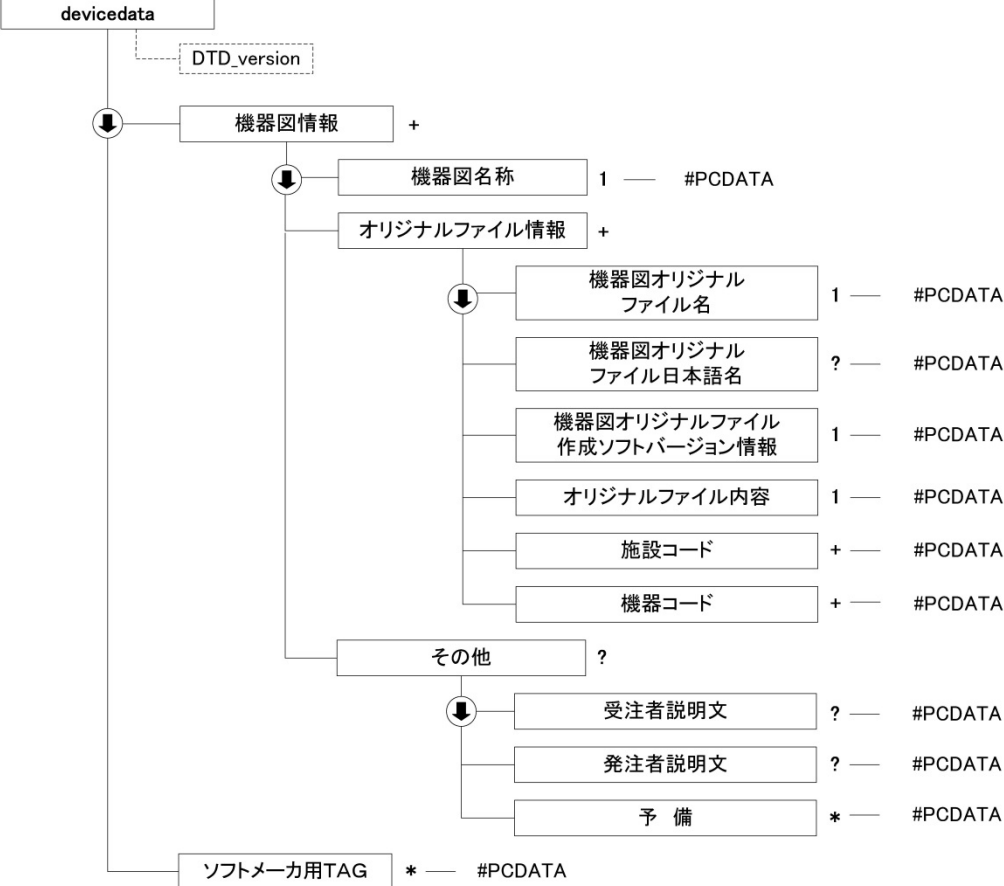 devicedata
DTD_version
機器図情報 +
機器図名称 1 #PCDATA
オリジナルファイル情報 +
機器図オリジナル
ファイル名 1 #PCDATA
機器図オリジナル
ファイル日本語名 ? #PCDATA
機器図オリジナルファイル
作成ソフトバージョン情報 1 #PCDATA
オリジナルファイル内容 1 #PCDATA
施設コード + #PCDATA
機器コード + #PCDATA
その他 ?
受注者説明文 ? #PCDATA
発注者説明文 ? #PCDATA
予 備 * #PCDATA
ソフトメーカ用TAG * #PCDATA